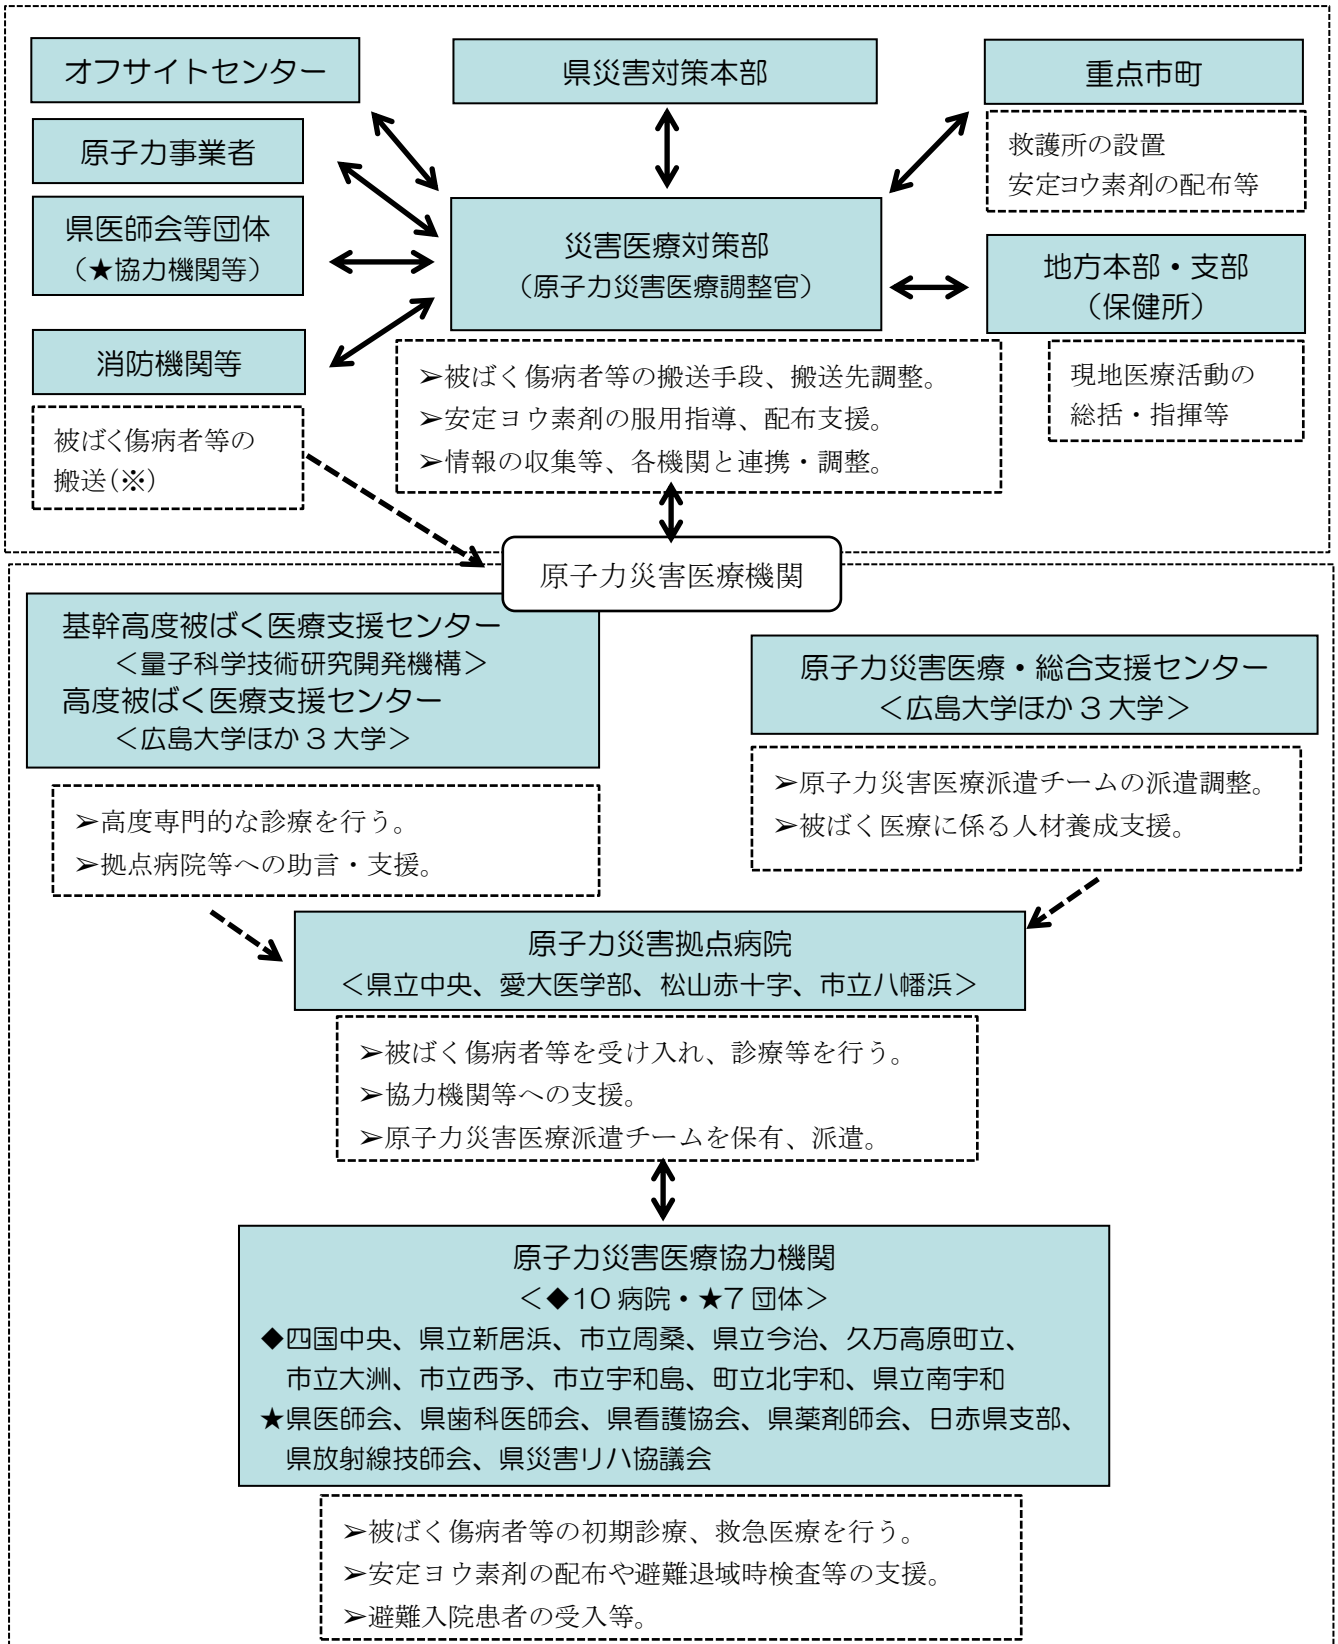 オフサイトセンター
県災害対策本部
重点市町
原子力事業者
救護所の設置
安定ヨウ素剤の配布等
県医師会等団体
（★協力機関等）
災害医療対策部
（原子力災害医療調整官）
地方本部・支部
（保健所）
消防機関等
➢被ばく傷病者等の搬送手段、搬送先調整。
➢安定ヨウ素剤の服用指導、配布支援。
➢情報の収集等、各機関と連携・調整。
現地医療活動の
総括・指揮等
被ばく傷病者等の
搬送(※)
原子力災害医療機関
基幹高度被ばく医療支援センター
＜量子科学技術研究開発機構＞
高度被ばく医療支援センター
＜広島大学ほか３大学＞
原子力災害医療・総合支援センター
＜広島大学ほか３大学＞
➢高度専門的な診療を行う。
➢拠点病院等への助言・支援。
➢原子力災害医療派遣チームの派遣調整。
➢被ばく医療に係る人材養成支援。
原子力災害拠点病院
＜県立中央、愛大医学部、松山赤十字、市立八幡浜＞
➢被ばく傷病者等を受け入れ、診療等を行う。
➢協力機関等への支援。
➢原子力災害医療派遣チームを保有、派遣。
原子力災害医療協力機関
＜◆10 病院・★7 団体＞
◆四国中央、県立新居浜、市立周桑、県立今治、久万高原町立、
市立大洲、市立西予、市立宇和島、町立北宇和、県立南宇和
★県医師会、県歯科医師会、県看護協会、県薬剤師会、日赤県支部、
県放射線技師会、県災害リハ協議会
➢被ばく傷病者等の初期診療、救急医療を行う。
➢安定ヨウ素剤の配布や避難退域時検査等の支援。
➢避難入院患者の受入等。